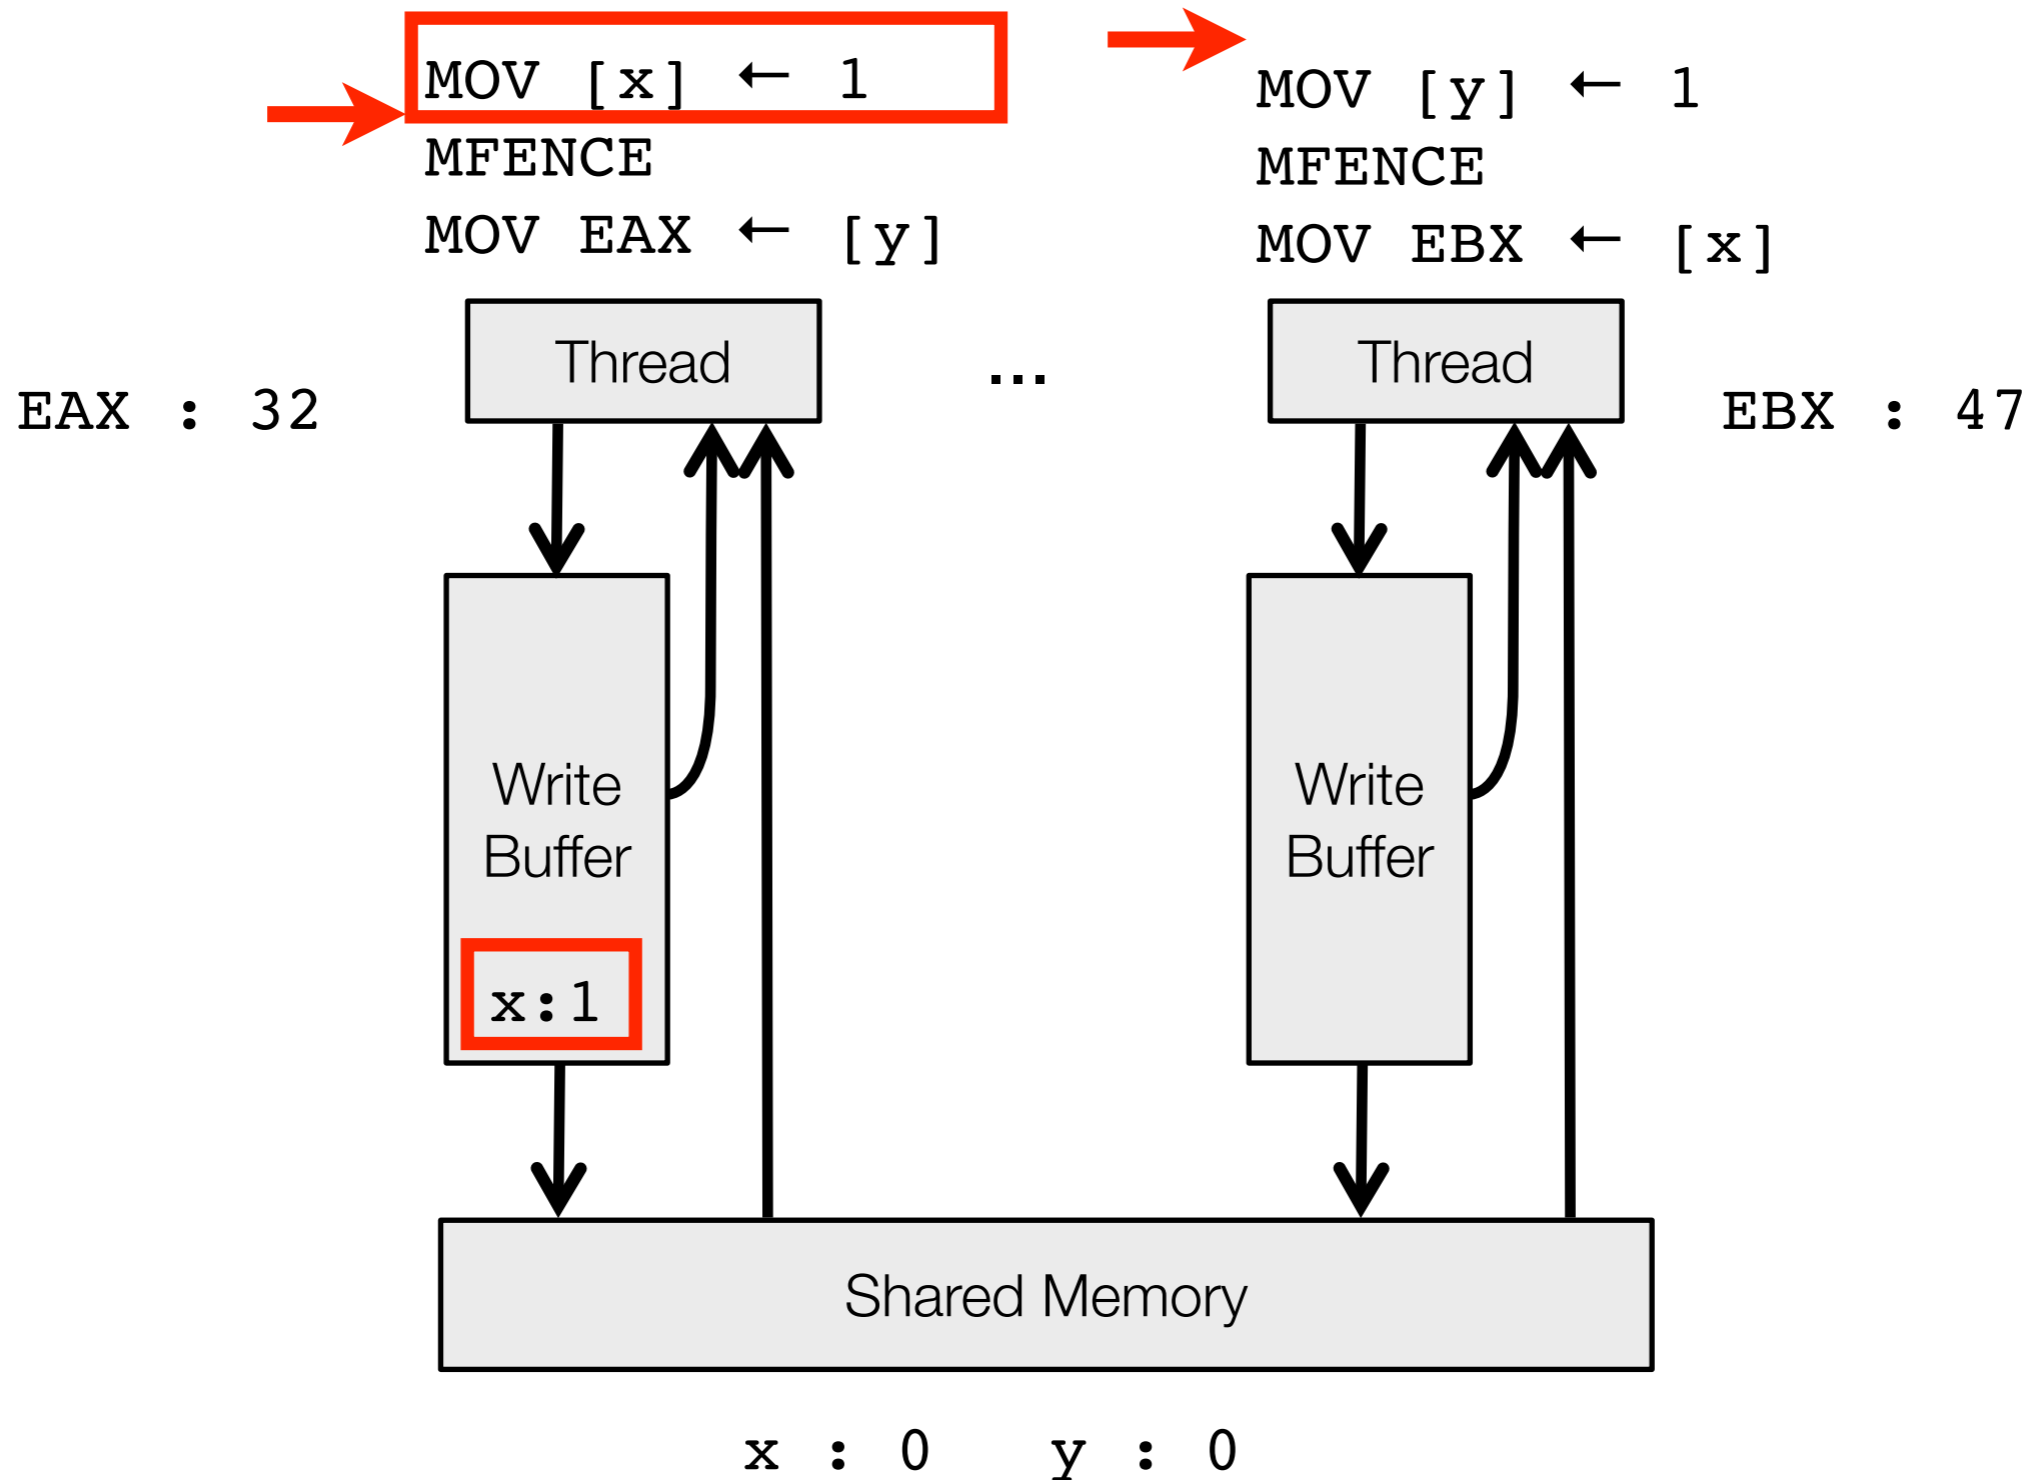 MOV [x] ← 1
MFENCE
MOV EAX ← [y]
MOV [y] ← 1
MFENCE
MOV EBX ← [x]
Thread
...
Thread
EAX : 32
EBX : 47
Write
Buffer
x:1
Write
Buffer
Shared Memory
x : 0 y : 0